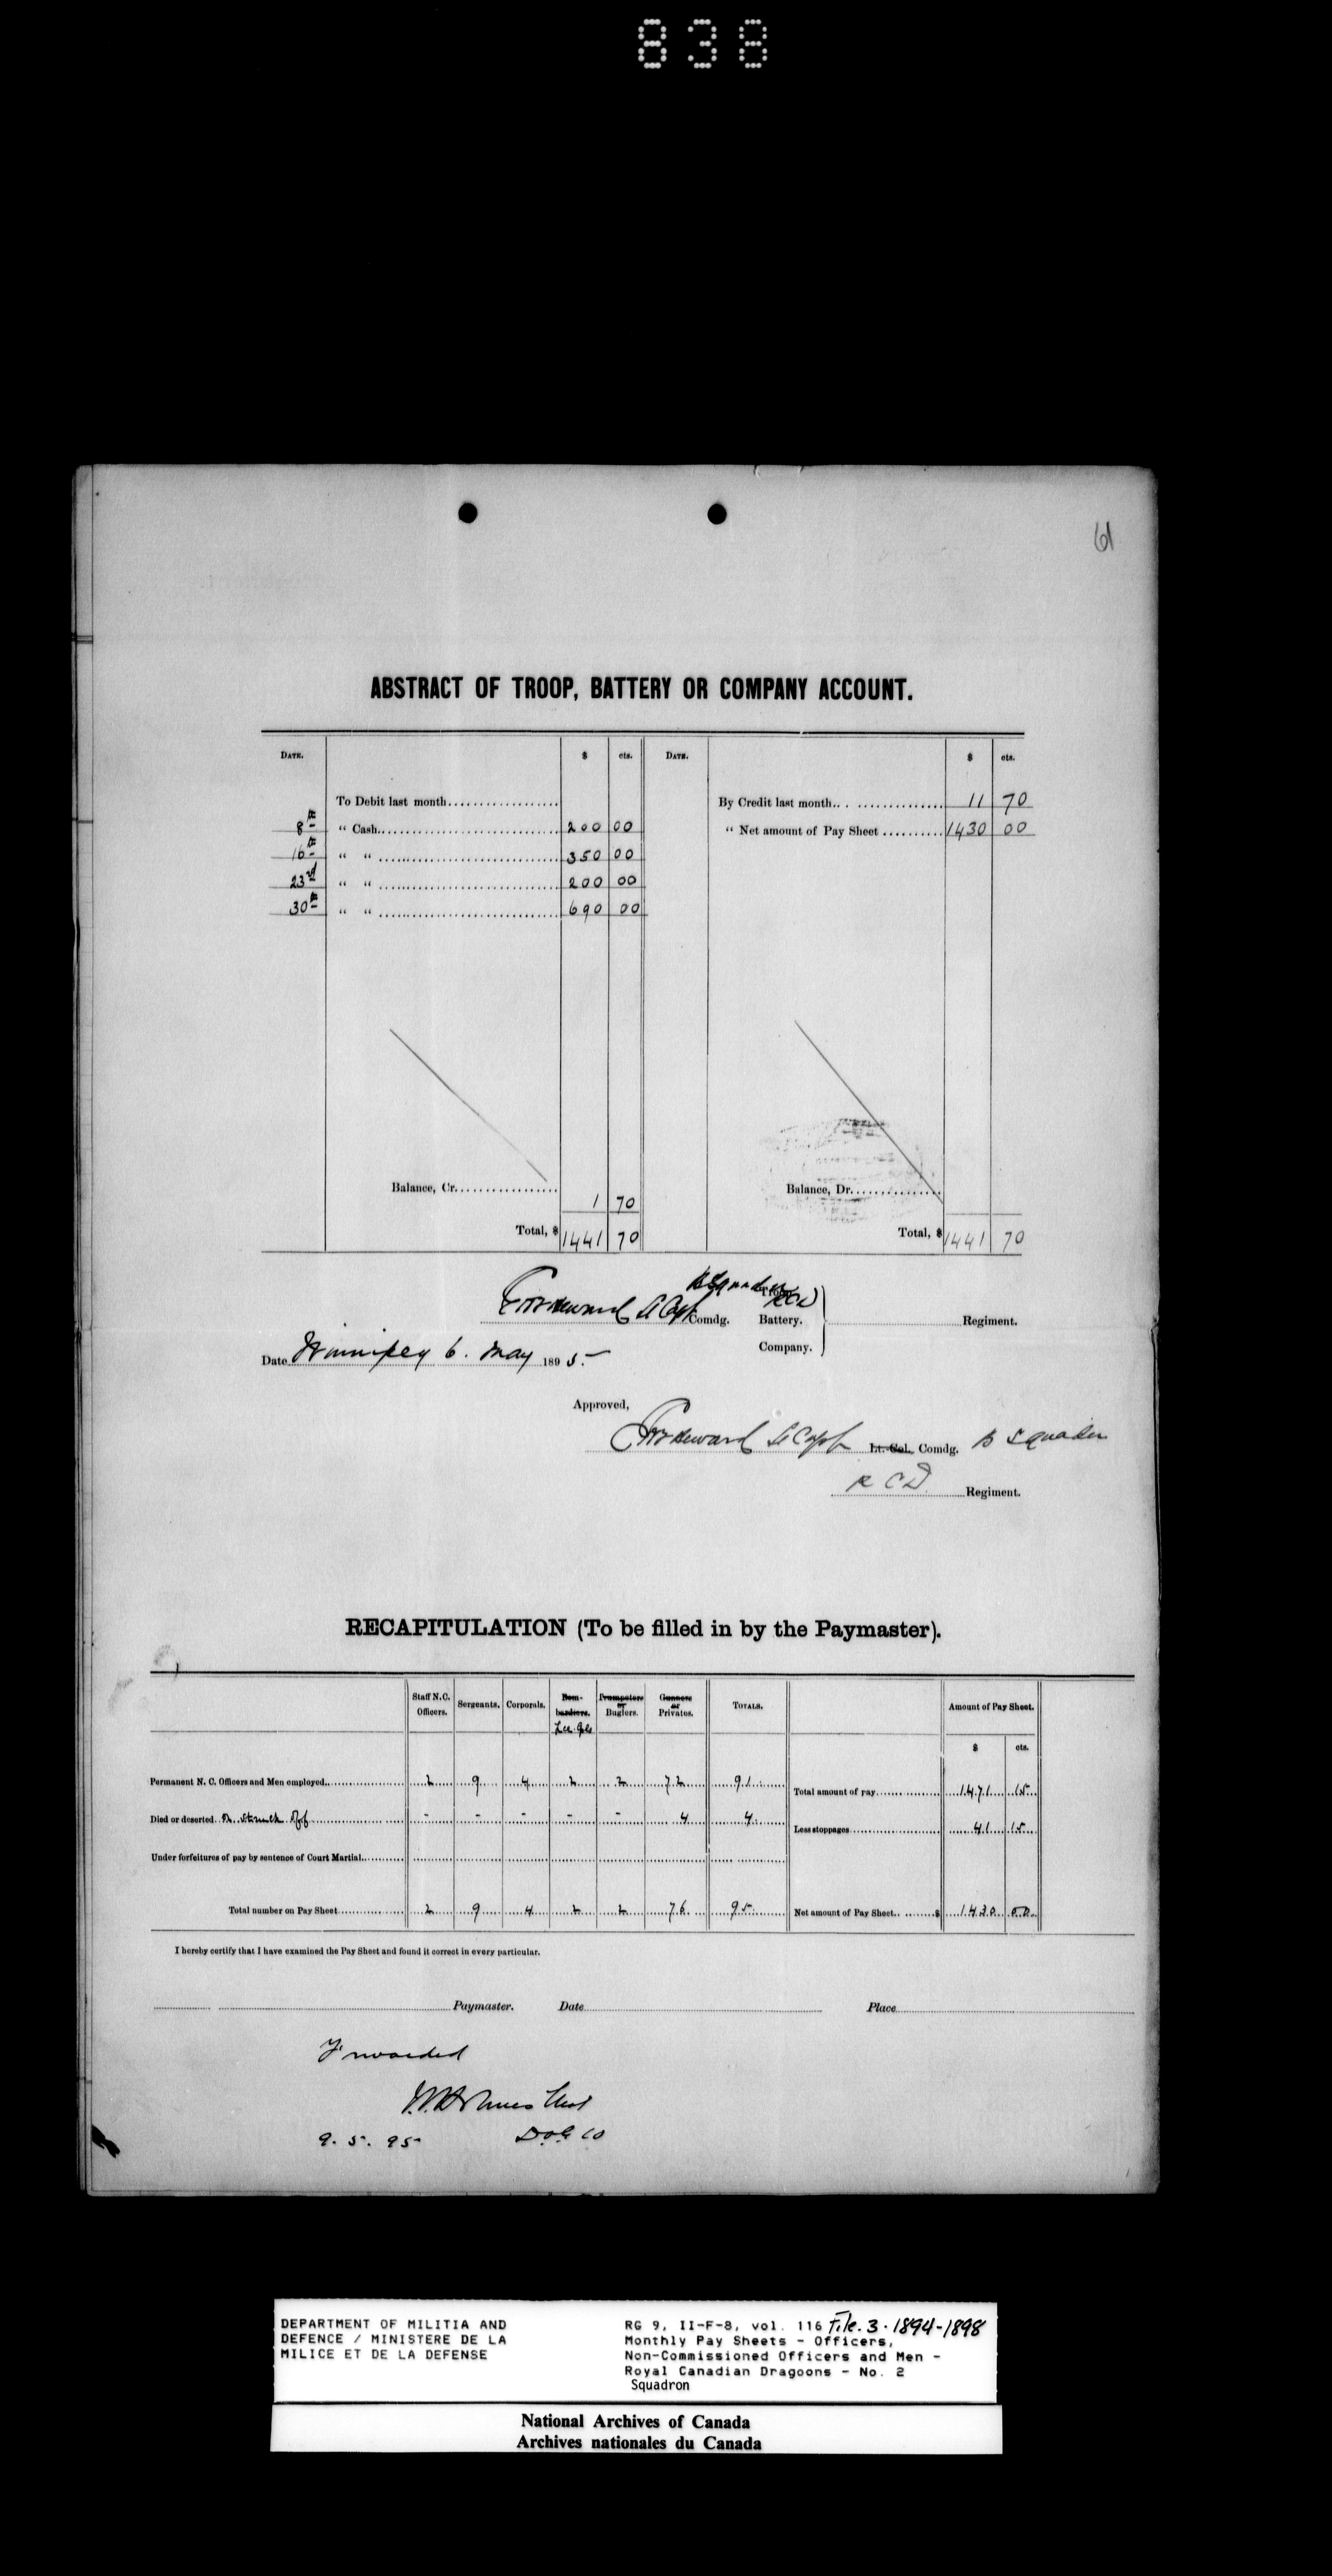 838
61
ABSTRACT OF TROOP, BATTERY OR COMPANY ACCOUNT.
DATE. $ cts. DATE. $ cts.
To Debit last month By Credit last month 11 70
8th " Cash 200 00 " Net amount of Pay Sheet 1430 00
16th " " 350 00
23rd " " 200 00
30th " " 690 00
Balance, Cr. 1 70 Balance, Dr.
Total, $ 1441 70 Total, $ 1441 70
B Squadron RCD
Comdg. Battery. Regiment.
Company.
Date Winnipeg 6. May 1895.
Approved,
Lt.-Col. Comdg. B Squadron
R C D Regiment.
RECAPITULATION (To be filled in by the Paymaster).
Staff N.C. Officers. Sergeants. Corporals. Bombardiers. Trumpeters or Buglers. Gunners or Privates. TOTALS. Amount of Pay Sheet.
$ cts.
Permanent N. C. Officers and Men employed 2 9 4 2 2 72 91 Total amount of pay 1471 15
Died or deserted or struck off - - - - - 4 4 Less stoppages 41 15
Under forfeitures of pay by sentence of Court Martial
Total number on Pay Sheet 2 9 4 2 2 76 95 Net amount of Pay Sheet $ 1430 00
I hereby certify that I have examined the Pay Sheet and found it correct in every particular.
Paymaster. Date Place
Forwarded
9. 5. 95 D.O.C 10
DEPARTMENT OF MILITIA AND
DEFENCE / MINISTERE DE LA
MILICE ET DE LA DEFENSE
RG 9, II-F-8, vol. 116 File. 3. 1894-1898
Monthly Pay Sheets - Officers,
Non-Commissioned Officers and Men -
Royal Canadian Dragoons - No. 2
Squadron
National Archives of Canada
Archives nationales du Canada